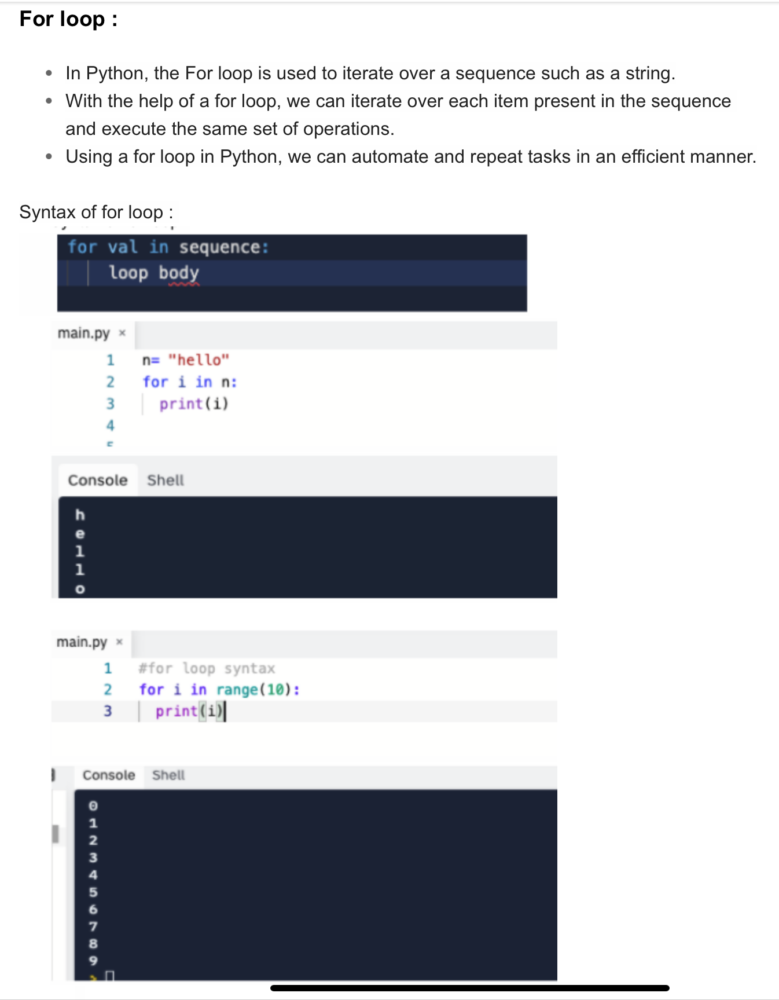 For loop :
In Python, the For loop is used to iterate over a sequence such as a string.
With the help of a for loop, we can iterate over each item present in the sequence
and execute the same set of operations.
Using a for loop in Python, we can automate and repeat tasks in an efficient manner.
Syntax of for loop :
for val in sequence:
loop body
main.py ×
1 n= "hello"
2 for i in n:
3 print(i)
4
Console Shell
h
e
l
l
o
main.py ×
1 #for loop syntax
2 for i in range(10):
3 print(i)
Console Shell
0
1
2
3
4
5
6
7
8
9
>